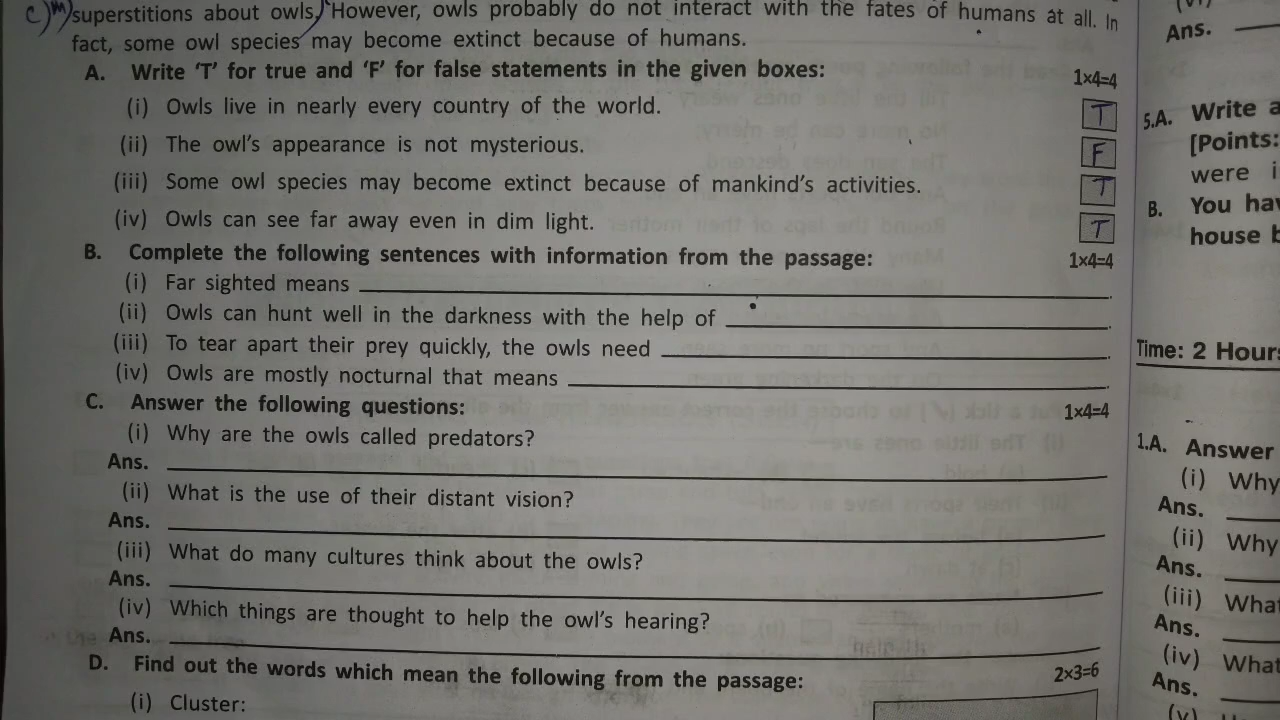 C) m) superstitions about owls. However, owls probably do not interact with the fates of humans at all. In
fact, some owl species may become extinct because of humans.
A. Write 'T' for true and 'F' for false statements in the given boxes: 1×4=4
(i) Owls live in nearly every country of the world. T
(ii) The owl's appearance is not mysterious. F
(iii) Some owl species may become extinct because of mankind's activities. T
(iv) Owls can see far away even in dim light. T
B. Complete the following sentences with information from the passage: 1×4=4
(i) Far sighted means ____.
(ii) Owls can hunt well in the darkness with the help of ____.
(iii) To tear apart their prey quickly, the owls need ____.
(iv) Owls are mostly nocturnal that means ____.
C. Answer the following questions: 1×4=4
(i) Why are the owls called predators?
Ans.
(ii) What is the use of their distant vision?
Ans.
(iii) What do many cultures think about the owls?
Ans.
(iv) Which things are thought to help the owl's hearing?
Ans.
D. Find out the words which mean the following from the passage: 2×3=6
(i) Cluster:
(vi)
Ans.
5.A. Write a
[Points:
were i
B. You hav
house b
Time: 2 Hours
1.A. Answer
(i) Why
Ans.
(ii) Why
Ans.
(iii) What
Ans.
(iv) What
Ans.
(v)